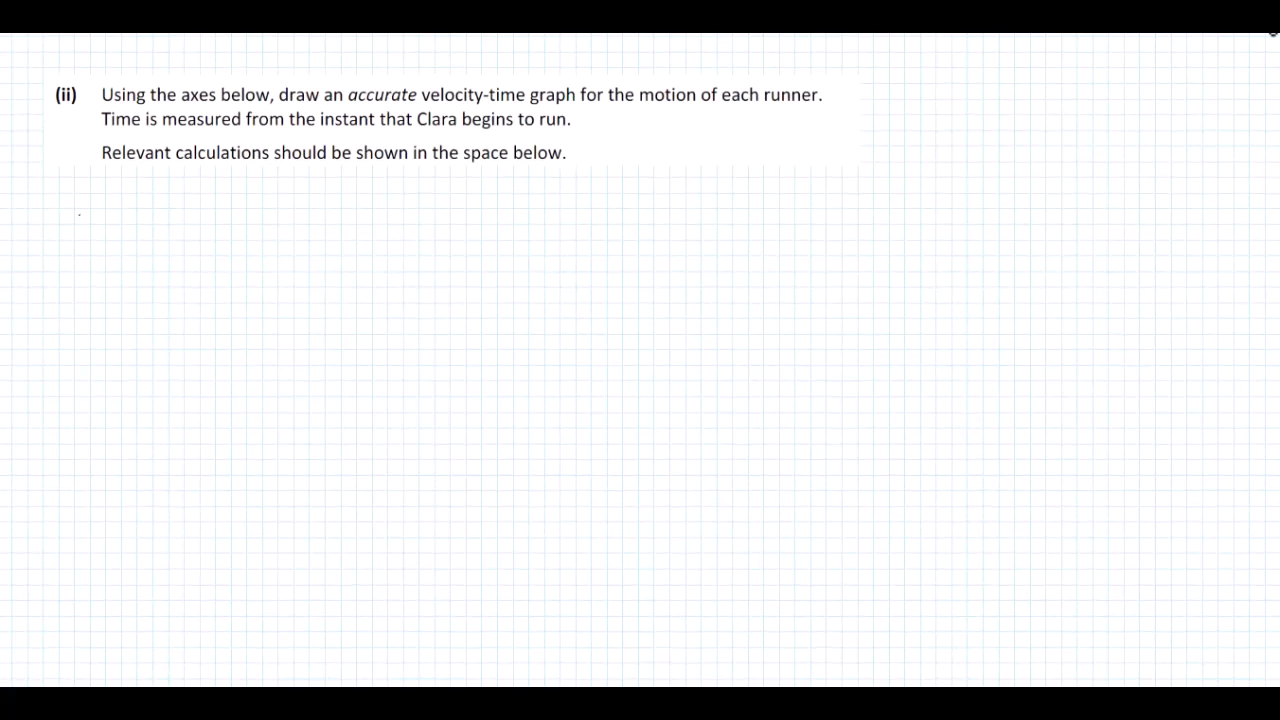 (ii) Using the axes below, draw an accurate velocity-time graph for the motion of each runner.
Time is measured from the instant that Clara begins to run.
Relevant calculations should be shown in the space below.